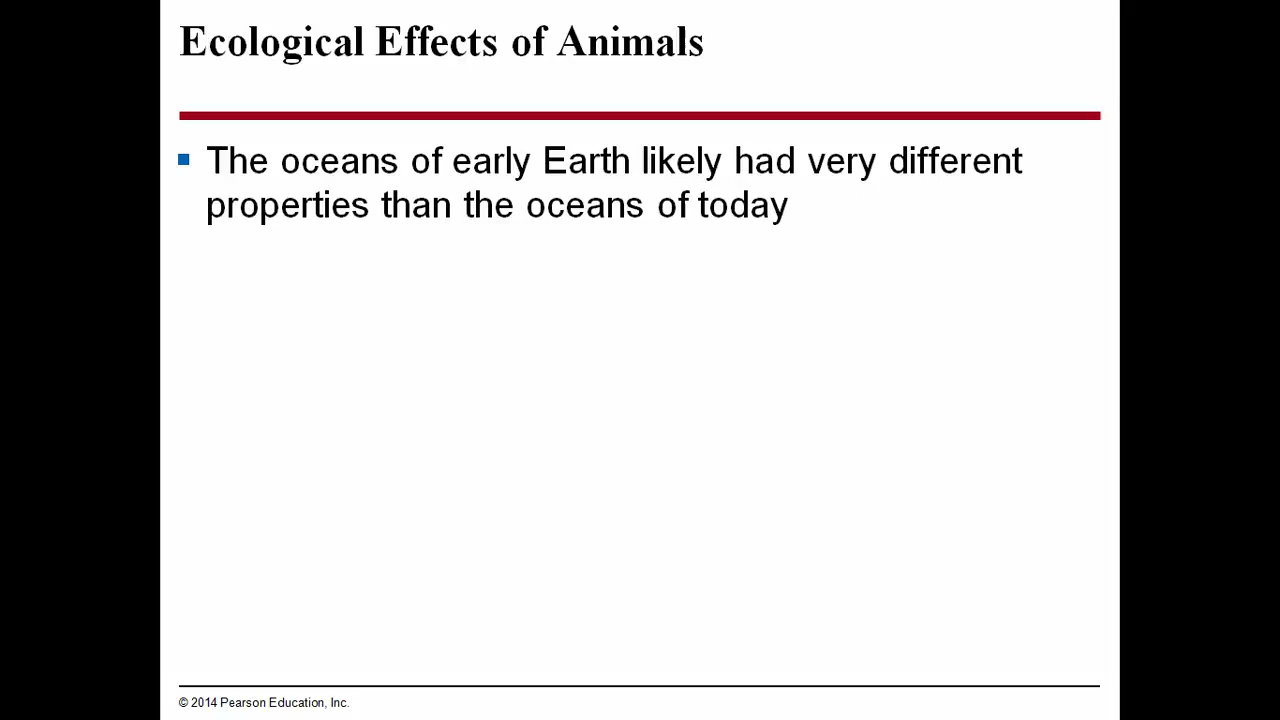 Ecological Effects of Animals
The oceans of early Earth likely had very different
properties than the oceans of today
© 2014 Pearson Education, Inc.